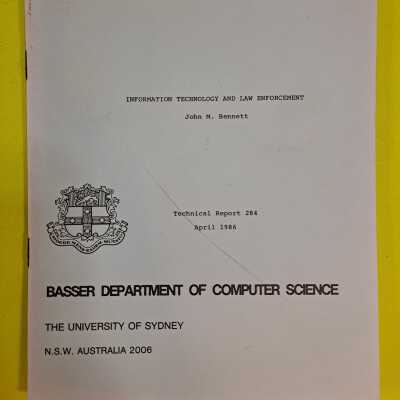 INFORMATION TECHNOLOGY AND LAW ENFORCEMENT
John M. Bennett
Technical Report 284
April 1986
BASSER DEPARTMENT OF COMPUTER SCIENCE
THE UNIVERSITY OF SYDNEY
N.S.W. AUSTRALIA 2006